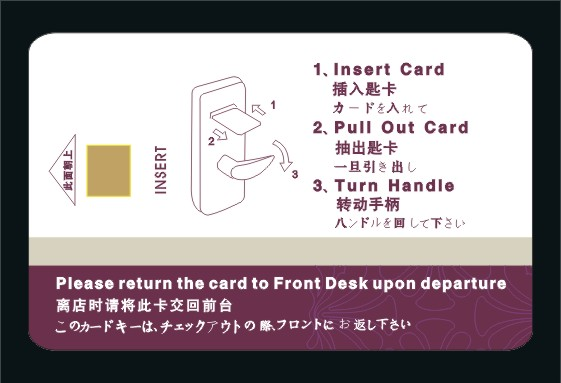 1、Insert Card
插入匙卡
カードを入れて
2、Pull Out Card
抽出匙卡
一旦引き出し
3、Turn Handle
转动手柄
ハンドルを回して下さい
1
2
3
INSERT
此面朝上
Please return the card to Front Desk upon departure
离店时请将此卡交回前台
このカードキーは、チェックアウトの際、フロントにお返し下さい